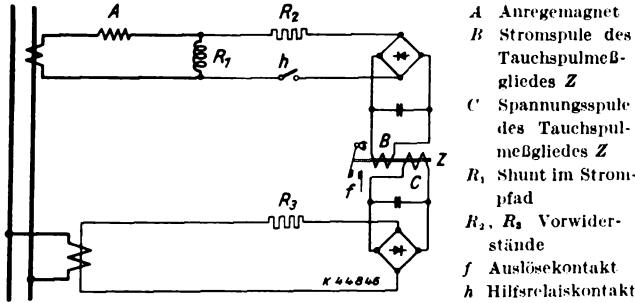 A
R₂
R₁
h
B
Z
f
C
R₃
K 44846
A Anregemagnet
B Stromspule des
Tauchspulmeß-
gliedes Z
C Spannungsspule
des Tauchspul-
meßgliedes Z
R₁ Shunt im Strom-
pfad
R₂, R₃ Vorwider-
stände
f Auslösekontakt
h Hilfsrelaiskontakt